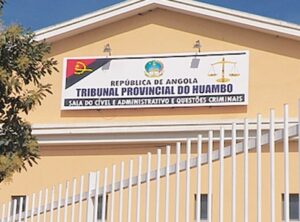 REPÚBLICA DE ANGOLA
TRIBUNAL PROVINCIAL DO HUAMBO
SALA DO CÍVEL E ADMINISTRATIVO E QUESTÕES CRIMINAIS